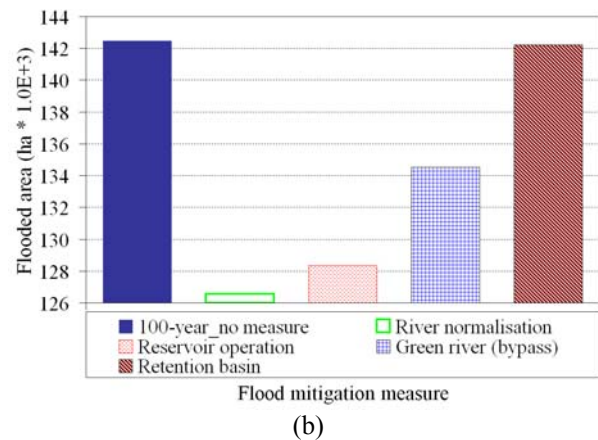 144
142
140
138
136
134
132
130
128
126
Flooded area (ha * 1.0E+3)
100-year_no measure
River normalisation
Reservoir operation
Green river (bypass)
Retention basin
Flood mitigation measure
(b)